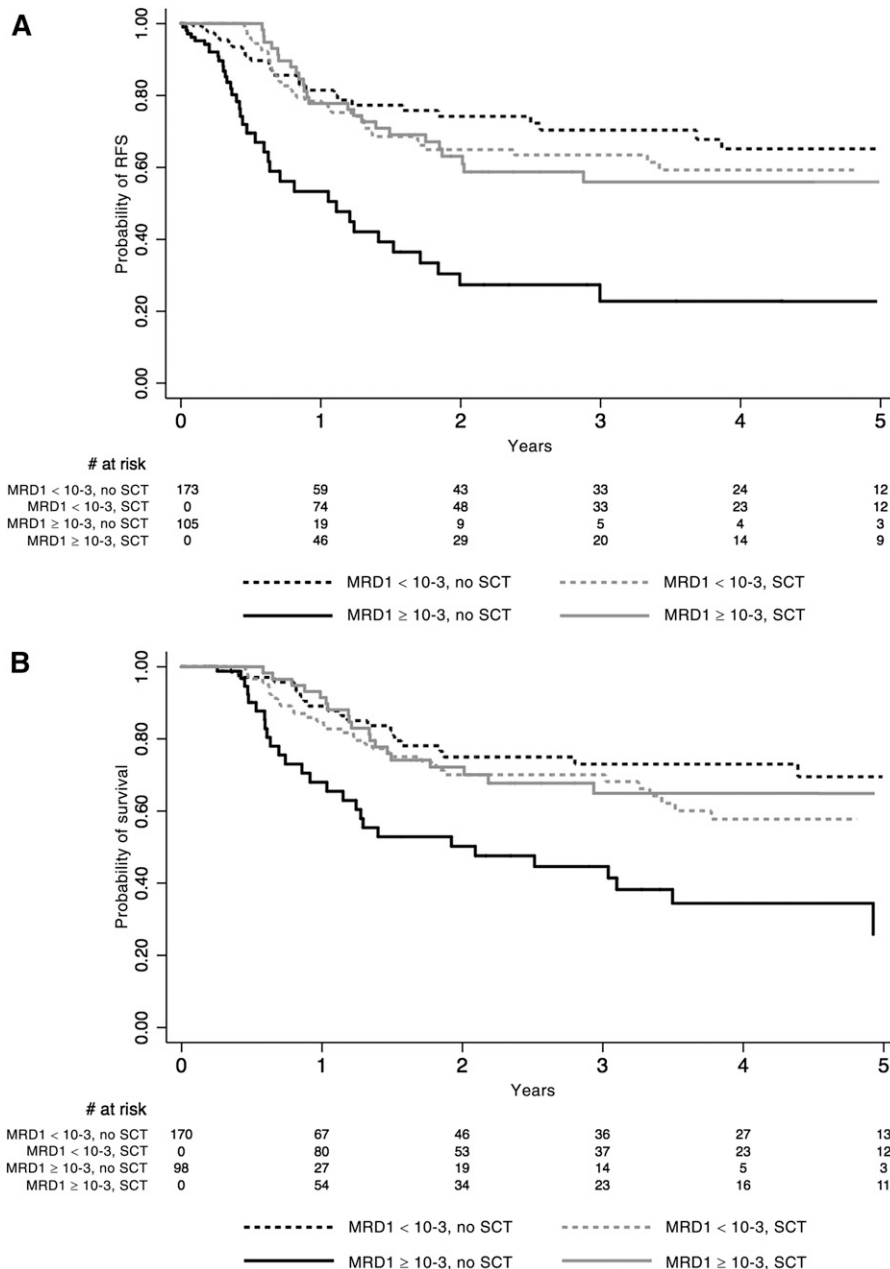 A
Probability of RFS
1.00
0.80
0.60
0.40
0.20
0.00
0 1 2 3 4 5
Years
# at risk
MRD1 < 10-3, no SCT 173 59 43 33 24 12
MRD1 < 10-3, SCT 0 74 48 33 23 12
MRD1 ≥ 10-3, no SCT 105 19 9 5 4 3
MRD1 ≥ 10-3, SCT 0 46 29 20 14 9
MRD1 < 10-3, no SCT MRD1 < 10-3, SCT
MRD1 ≥ 10-3, no SCT MRD1 ≥ 10-3, SCT
B
Probability of survival
1.00
0.80
0.60
0.40
0.20
0.00
0 1 2 3 4 5
Years
# at risk
MRD1 < 10-3, no SCT 170 67 46 36 27 13
MRD1 < 10-3, SCT 0 80 53 37 23 12
MRD1 ≥ 10-3, no SCT 98 27 19 14 5 3
MRD1 ≥ 10-3, SCT 0 54 34 23 16 11
MRD1 < 10-3, no SCT MRD1 < 10-3, SCT
MRD1 ≥ 10-3, no SCT MRD1 ≥ 10-3, SCT